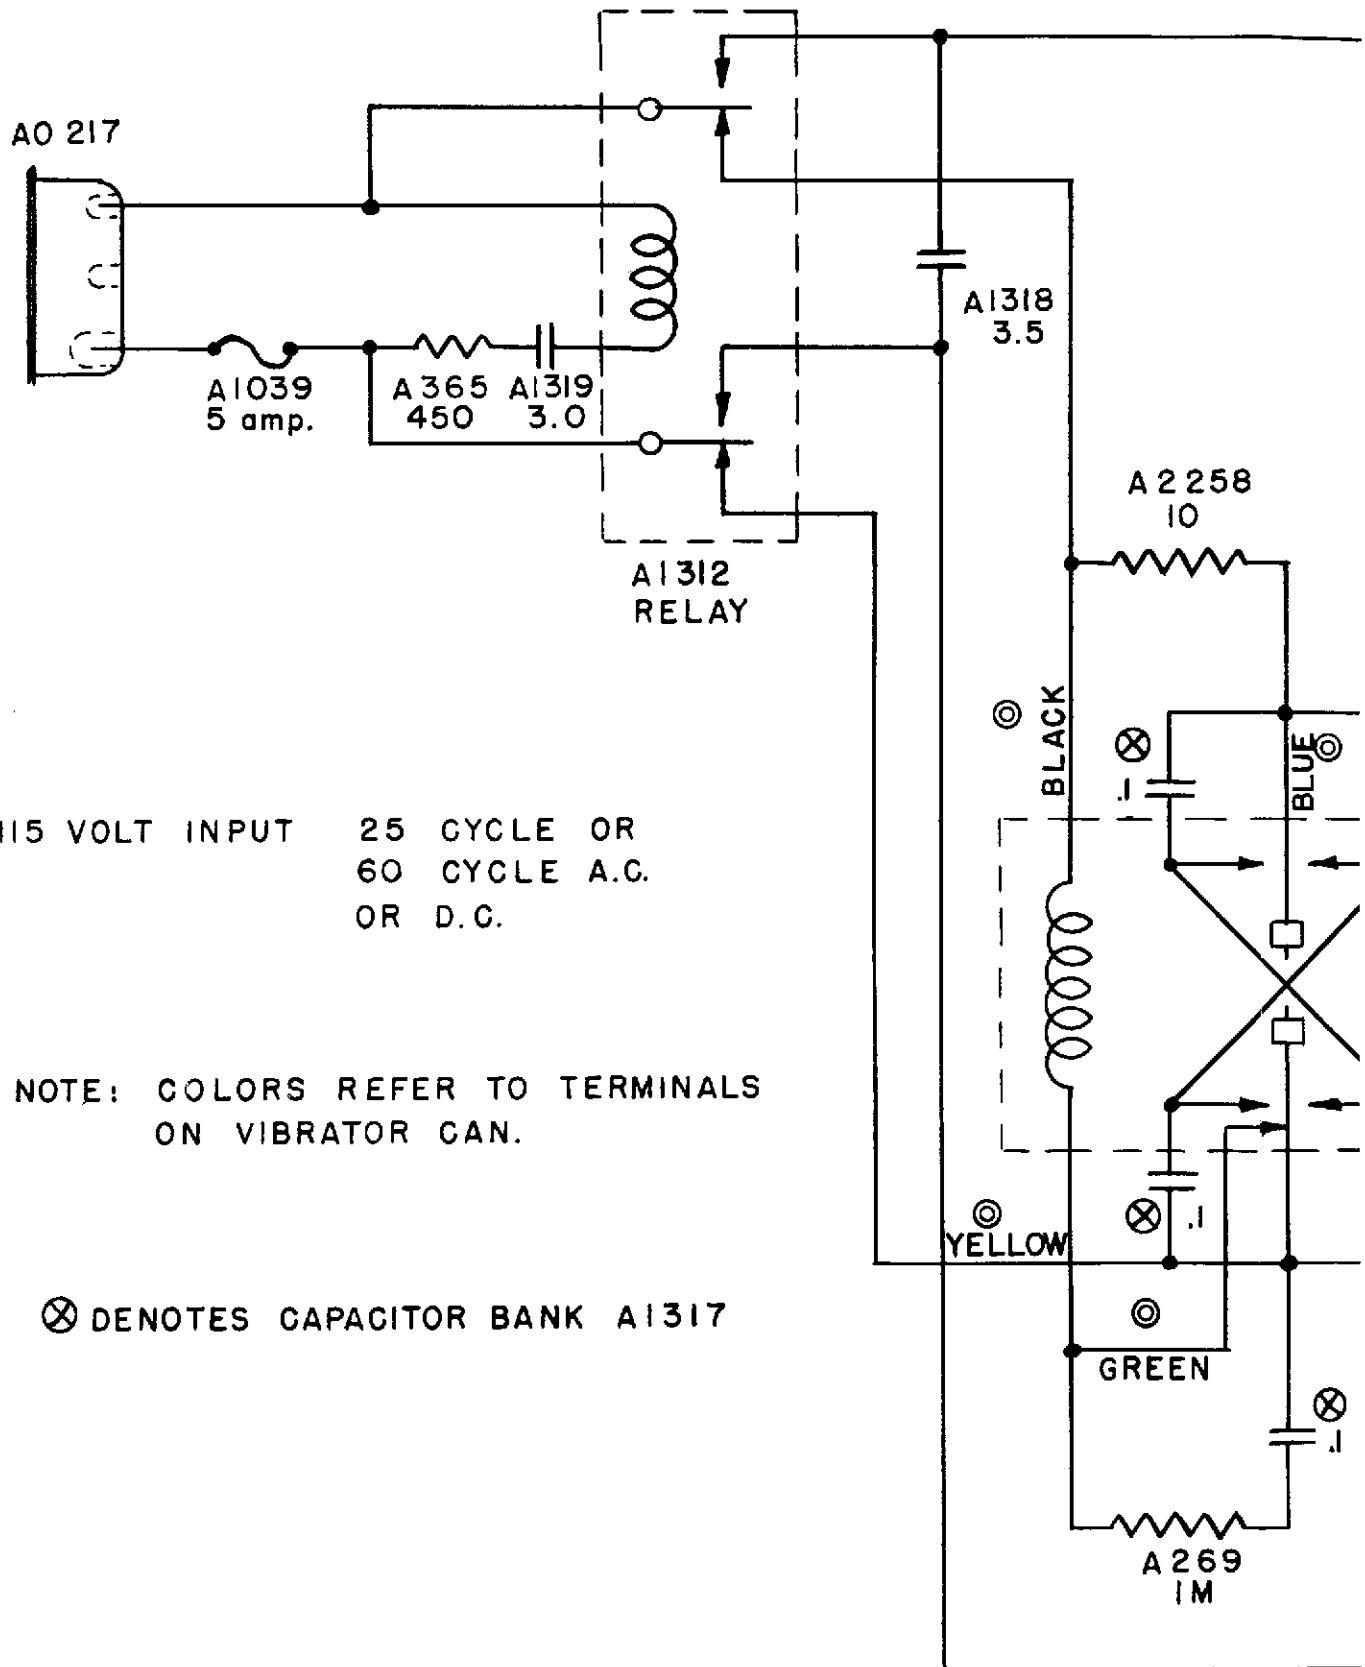 AO 217
A1039
5 amp.
A365
450
A1319
3.0
A1318
3.5
A1312
RELAY
A2258
10
BLACK
.1
BLUE
115 VOLT INPUT 25 CYCLE OR
60 CYCLE A.C.
OR D.C.
NOTE: COLORS REFER TO TERMINALS
ON VIBRATOR CAN.
.1
YELLOW
DENOTES CAPACITOR BANK A1317
GREEN
.1
A269
1M